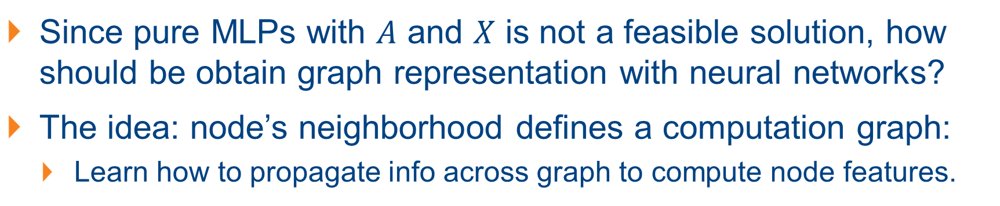 Since pure MLPs with A and X is not a feasible solution, how
should be obtain graph representation with neural networks?
The idea: node’s neighborhood defines a computation graph:
Learn how to propagate info across graph to compute node features.